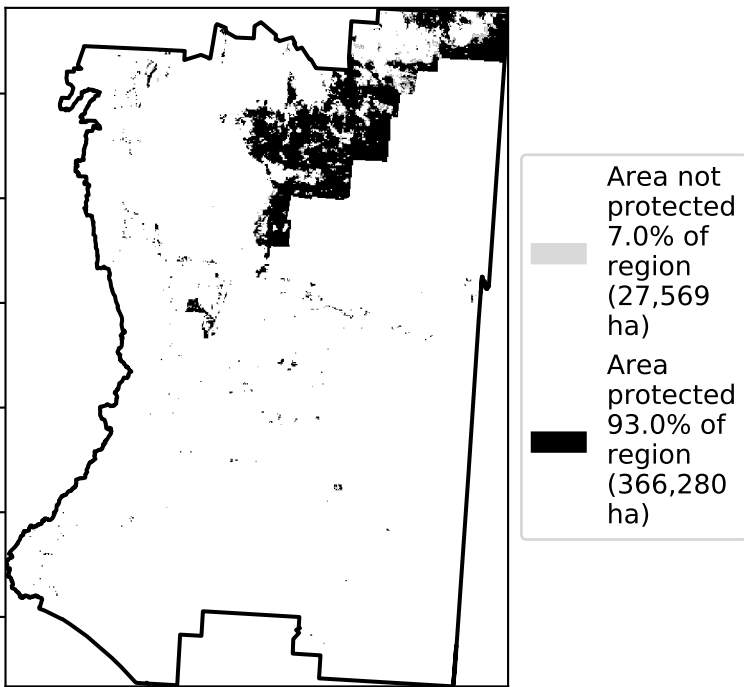 Area not
protected
7.0% of
region
(27,569
ha)
Area
protected
93.0% of
region
(366,280
ha)